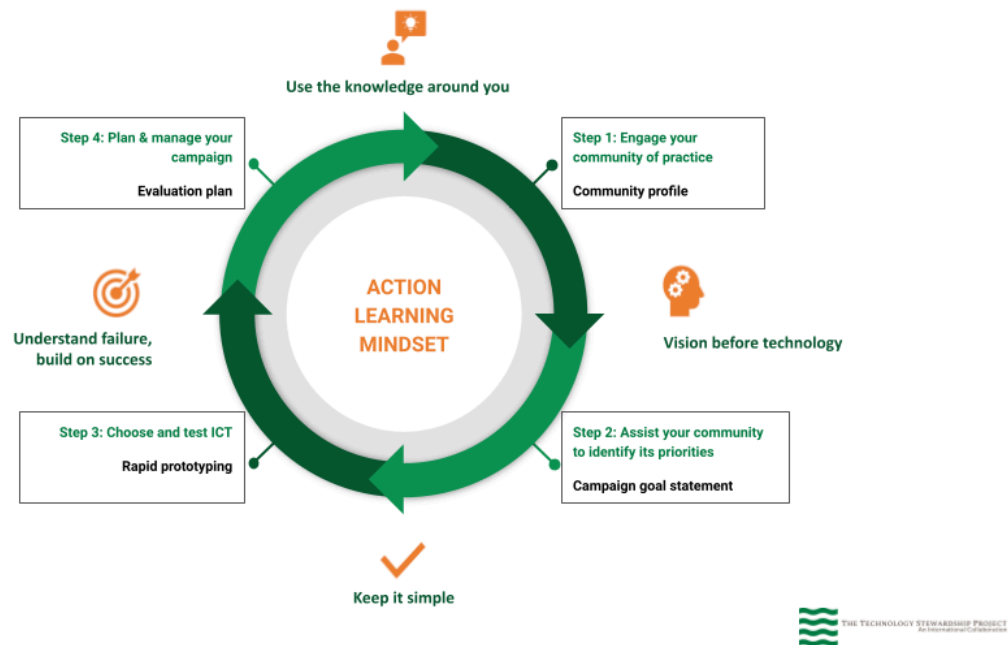 Use the knowledge around you
Step 4: Plan & manage your
campaign
Evaluation plan
Step 1: Engage your
community of practice
Community profile
ACTION
LEARNING
MINDSET
Understand failure,
build on success
Vision before technology
Step 3: Choose and test ICT
Rapid prototyping
Step 2: Assist your community
to identify its priorities
Campaign goal statement
Keep it simple
THE TECHNOLOGY STEWARDSHIP PROJECT
An International Collaboration